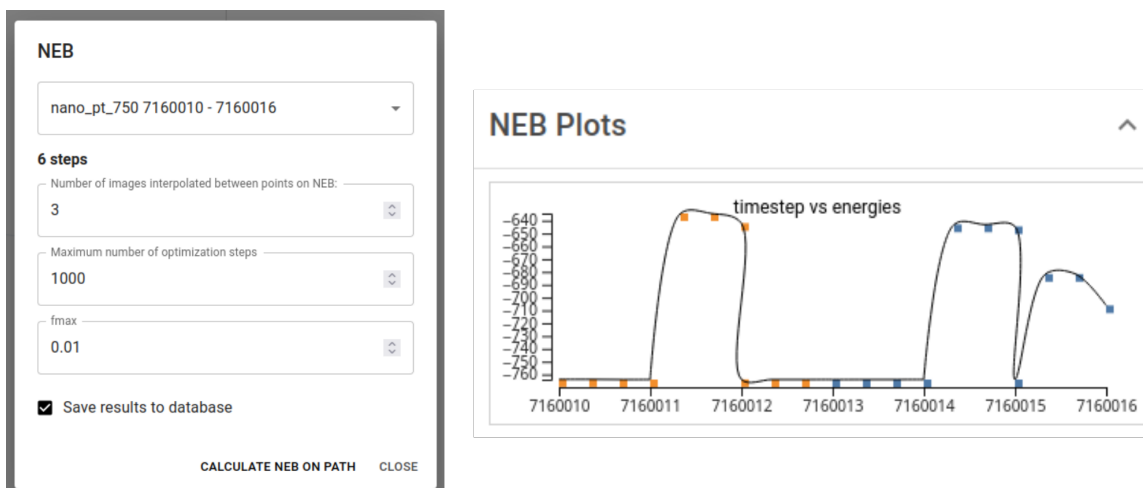 NEB
nano_pt_750 7160010 - 7160016
6 steps
Number of images interpolated between points on NEB:
3
Maximum number of optimization steps
1000
fmax
0.01
Save results to database
CALCULATE NEB ON PATH CLOSE
NEB Plots
timestep vs energies
−640
−650
−660
−670
−680
−690
−700
−710
−720
−730
−740
−750
−760
7160010 7160011 7160012 7160013 7160014 7160015 7160016